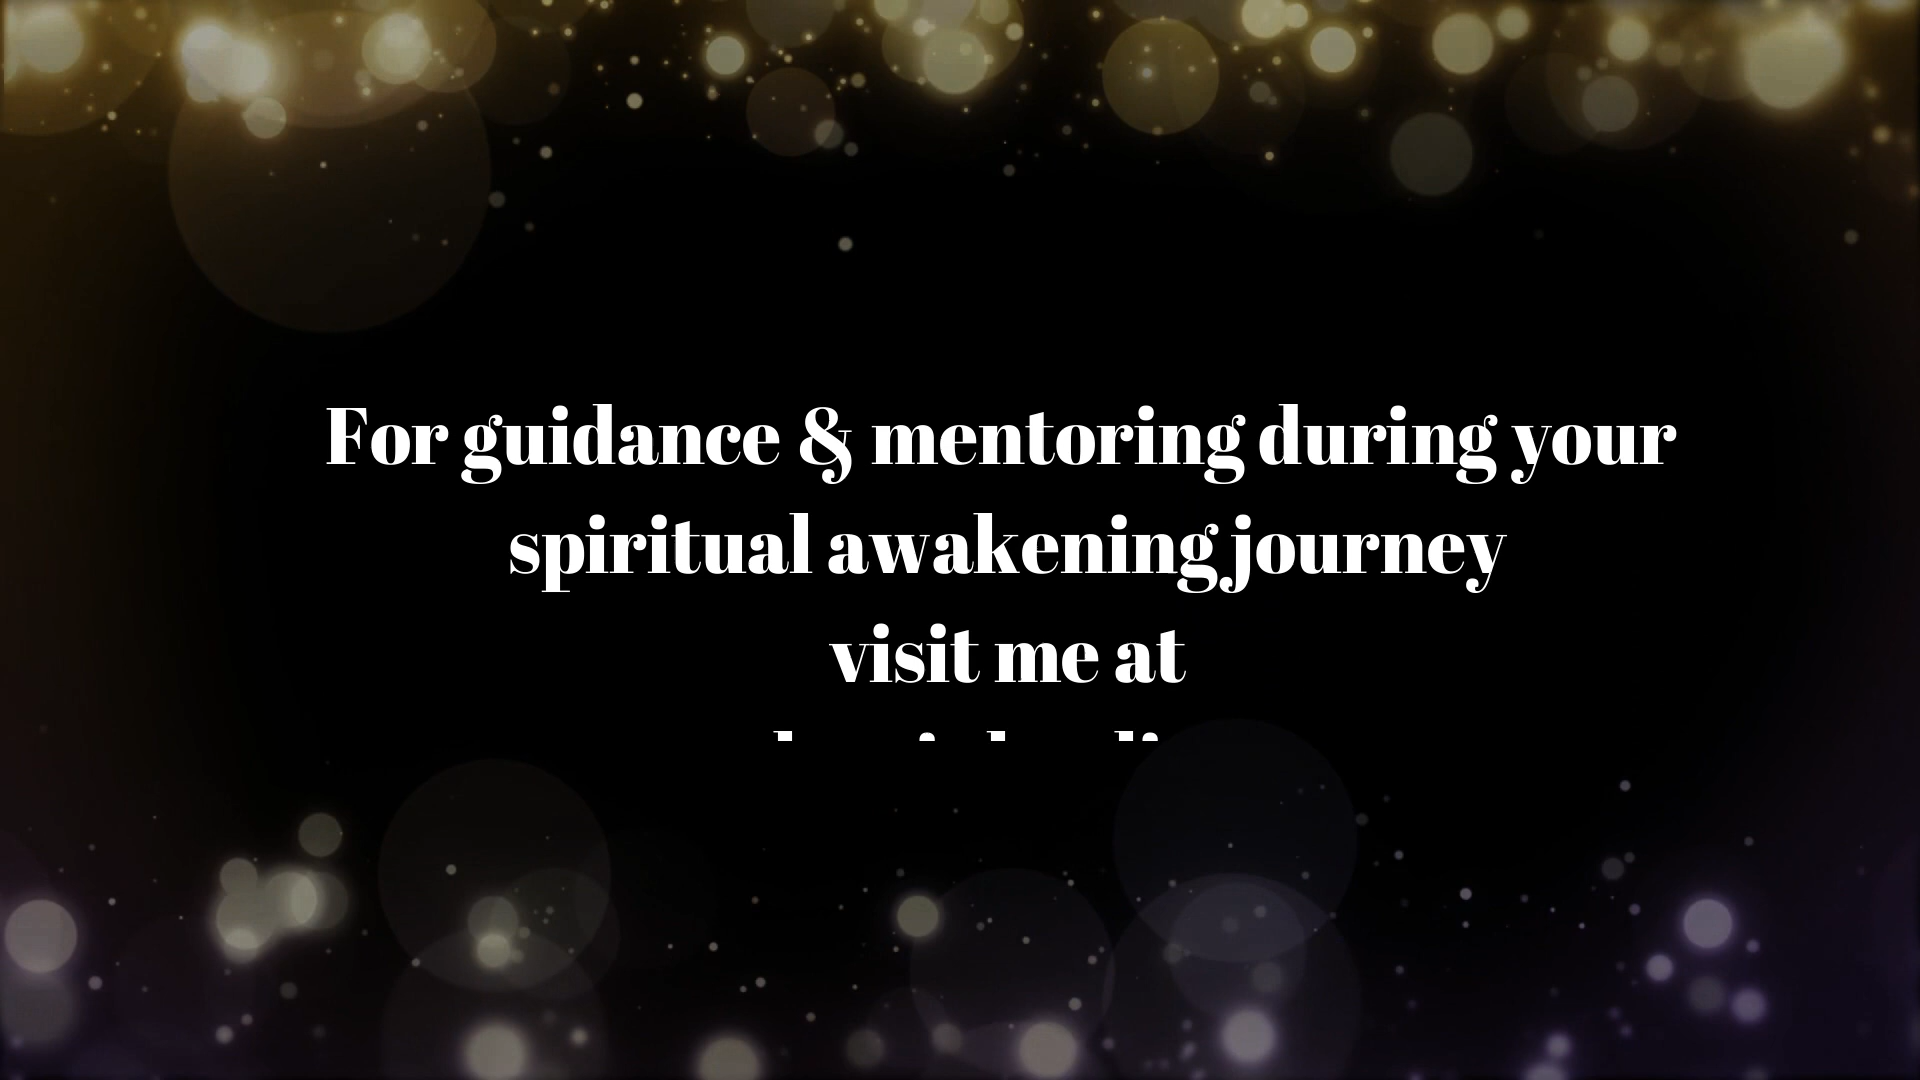 For guidance & mentoring during your
spiritual awakening journey
visit me at